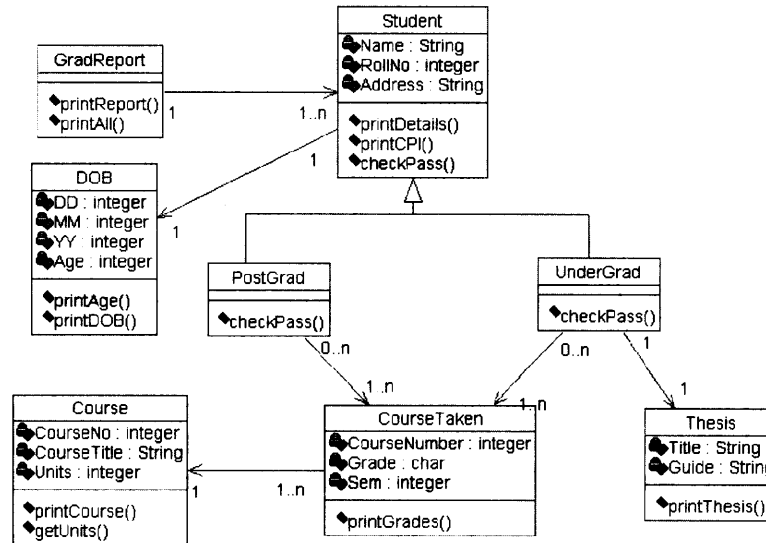 Student
Name : String
RollNo : integer
Address : String
printDetails()
printCPI()
checkPass()
GradReport
printReport()
printAll()
1
1..n
1
1
DOB
DD : integer
MM : integer
YY : integer
Age : integer
printAge()
printDOB()
PostGrad
checkPass()
UnderGrad
checkPass()
0..n
0..n
1
1..n
1..n
1
Course
CourseNo : integer
CourseTitle : String
Units : integer
printCourse()
getUnits()
1
1..n
CourseTaken
CourseNumber : integer
Grade : char
Sem : integer
printGrades()
Thesis
Title : String
Guide : String
printThesis()